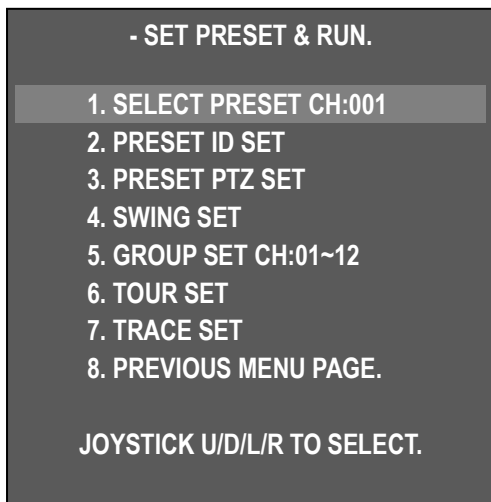 - SET PRESET & RUN.
1. SELECT PRESET CH:001
2. PRESET ID SET
3. PRESET PTZ SET
4. SWING SET
5. GROUP SET CH:01~12
6. TOUR SET
7. TRACE SET
8. PREVIOUS MENU PAGE.
JOYSTICK U/D/L/R TO SELECT.